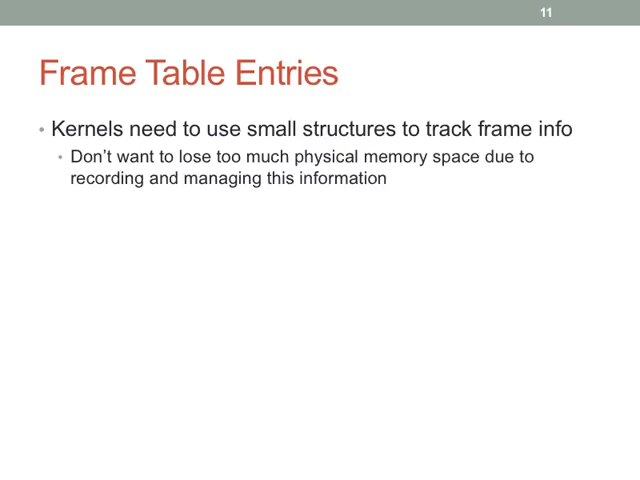 11
Frame Table Entries
• Kernels need to use small structures to track frame info
• Don’t want to lose too much physical memory space due to
recording and managing this information